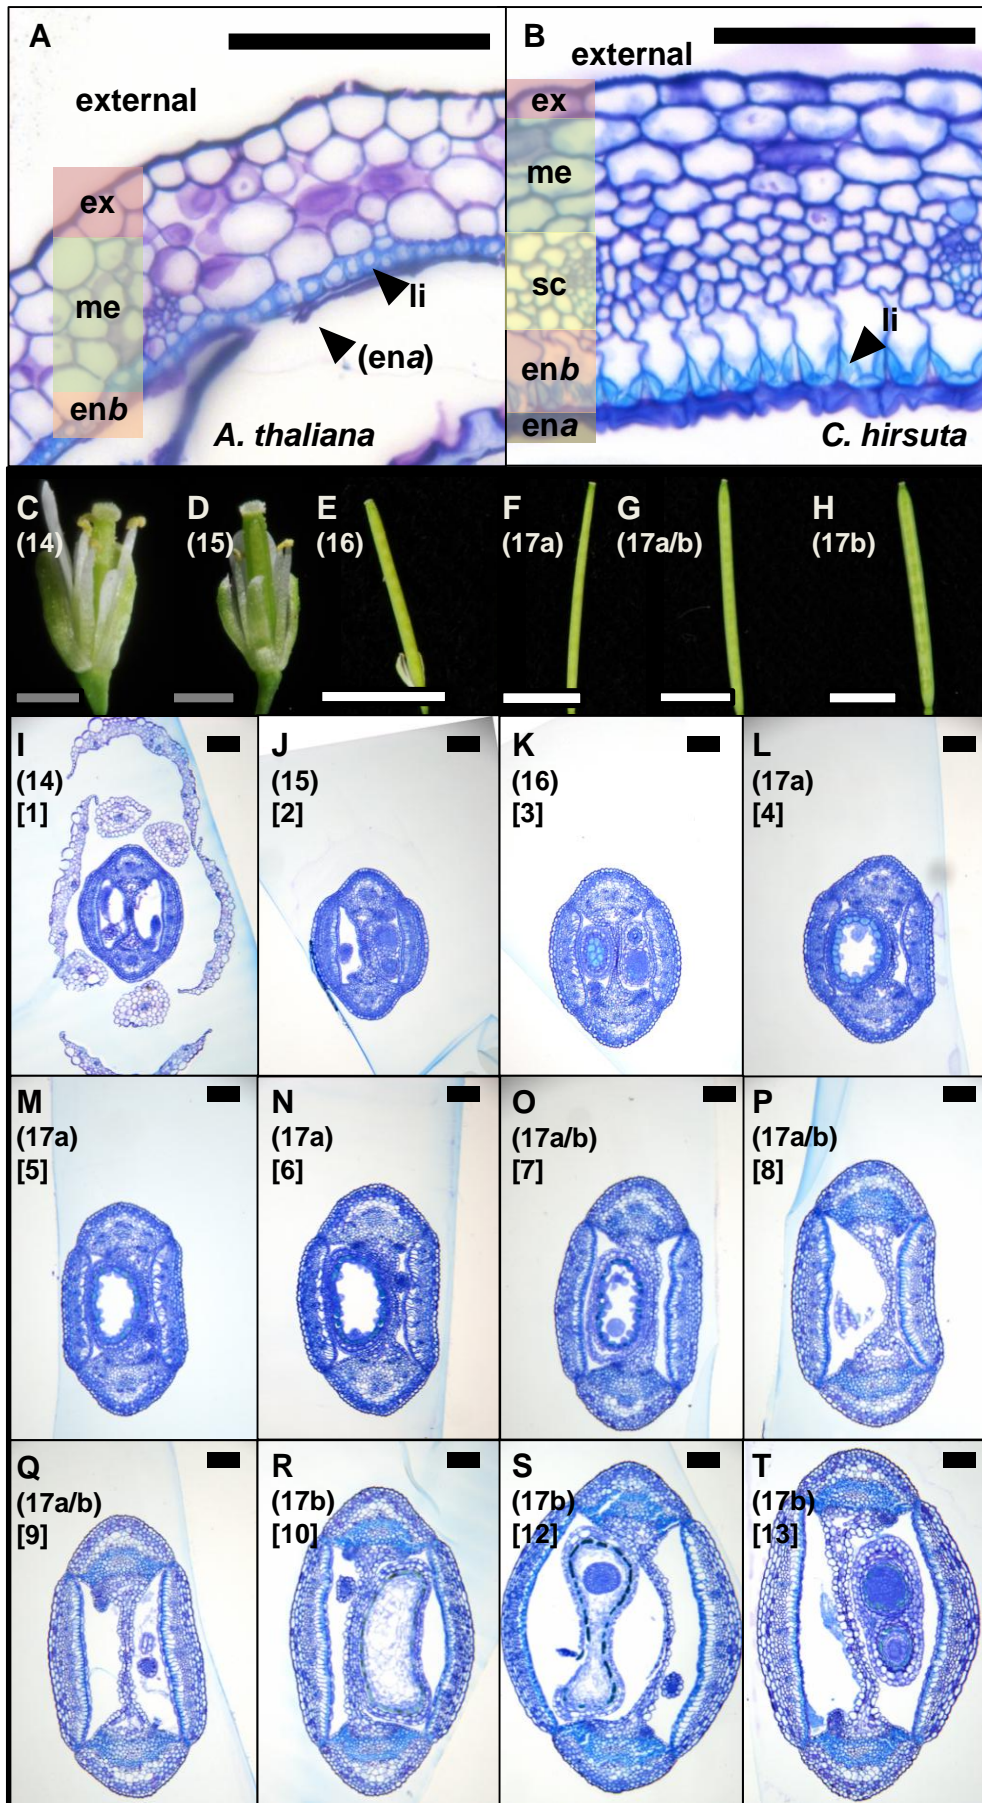 A
external
ex
me
enb
li
(ena)
A. thaliana
B
external
ex
me
sc
enb
ena
li
C. hirsuta
C
(14)
D
(15)
E
(16)
F
(17a)
G
(17a/b)
H
(17b)
I
(14)
[1]
J
(15)
[2]
K
(16)
[3]
L
(17a)
[4]
M
(17a)
[5]
N
(17a)
[6]
O
(17a/b)
[7]
P
(17a/b)
[8]
Q
(17a/b)
[9]
R
(17b)
[10]
S
(17b)
[12]
T
(17b)
[13]